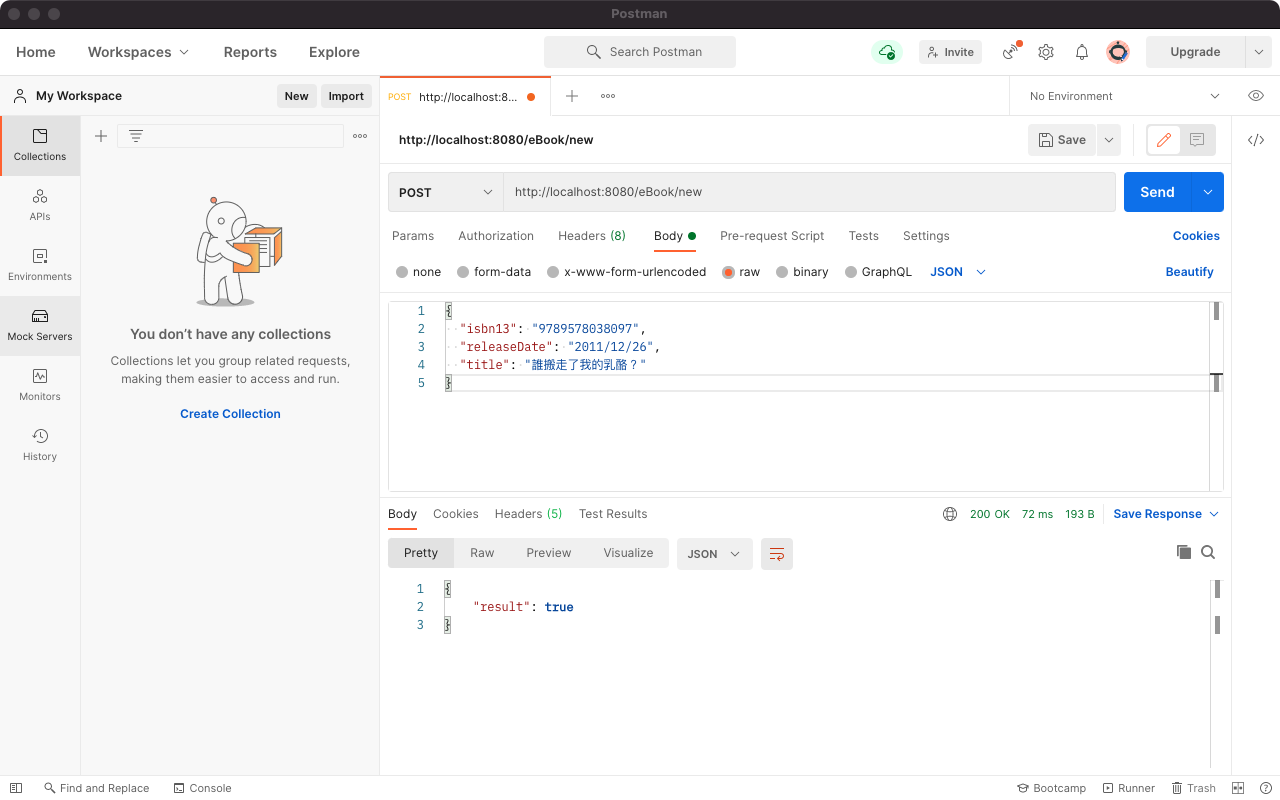 Postman
Home Workspaces Reports Explore Search Postman Invite Upgrade
My Workspace New Import POST http://localhost:8... No Environment
Collections
APIs
Environments
Mock Servers
Monitors
History
You don't have any collections
Collections let you group related requests,
making them easier to access and run.
Create Collection
http://localhost:8080/eBook/new Save
POST http://localhost:8080/eBook/new Send
Params Authorization Headers (8) Body Pre-request Script Tests Settings Cookies
none form-data x-www-form-urlencoded raw binary GraphQL JSON Beautify
1 {
2 "isbn13": "9789578038097",
3 "releaseDate": "2011/12/26",
4 "title": "誰搬走了我的乳酪？"
5 }
Body Cookies Headers (5) Test Results 200 OK 72 ms 193 B Save Response
Pretty Raw Preview Visualize JSON
1 {
2 "result": true
3 }
Find and Replace Console Bootcamp Runner Trash